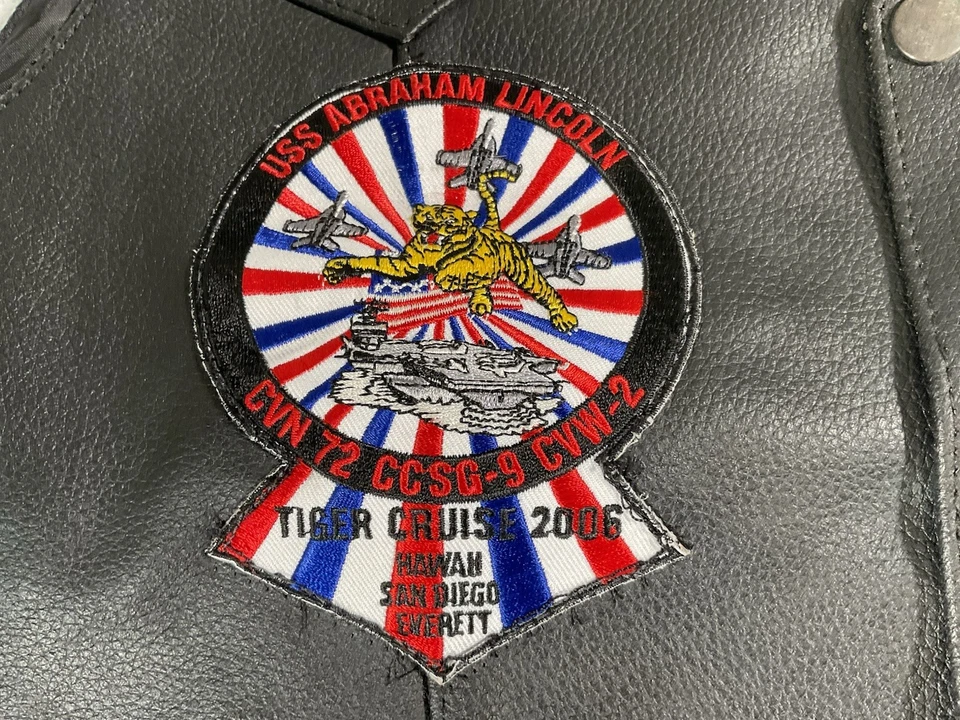 USS ABRAHAM LINCOLN
CVN 72 CCSG-9 CVW-2
TIGER CRUISE 2006
HAWAII
SAN DIEGO
EVERETT